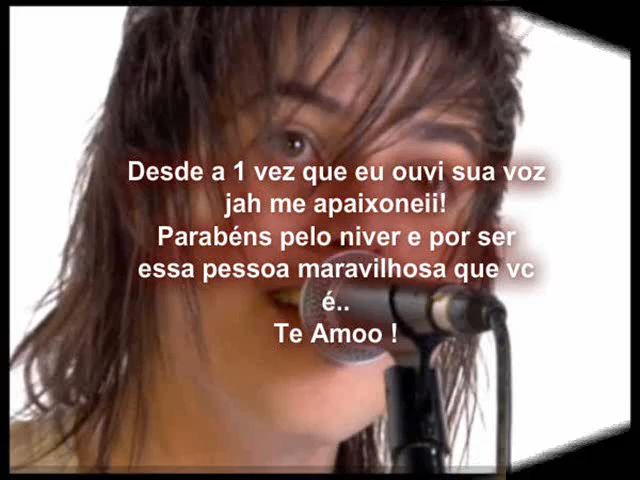 Desde a 1 vez que eu ouvi sua voz
jah me apaixoneii!
Parabéns pelo niver e por ser
essa pessoa maravilhosa que vc
é..
Te Amoo !